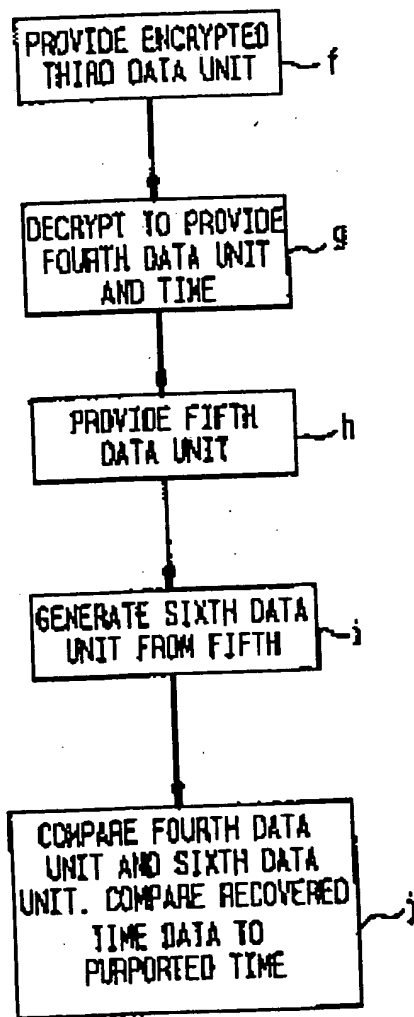 PROVIDE ENCRYPTED
THIRD DATA UNIT
f
DECRYPT TO PROVIDE
FOURTH DATA UNIT
AND TIME
g
PROVIDE FIFTH
DATA UNIT
h
GENERATE SIXTH DATA
UNIT FROM FIFTH
i
COMPARE FOURTH DATA
UNIT AND SIXTH DATA
UNIT. COMPARE RECOVERED
TIME DATA TO
PURPORTED TIME
j